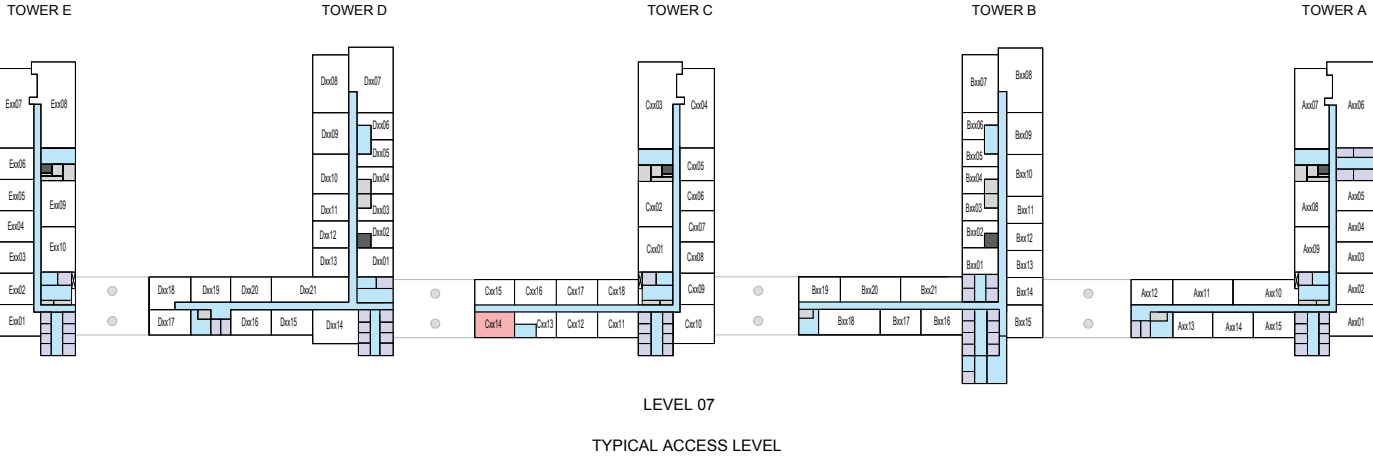 TOWER E TOWER D TOWER C TOWER B TOWER A
Exx07 Exx08
Exx06
Exx05 Exx09
Exx04
Exx03 Exx10
Exx02
Exx01
Dxx08 Dxx07
Dxx09 Dxx06
Dxx05
Dxx10 Dxx04
Dxx11 Dxx03
Dxx12 Dxx02
Dxx13 Dxx01
Dxx18 Dxx19 Dxx20 Dxx21
Dxx17 Dxx16 Dxx15 Dxx14
Cxx03 Cxx04
Cxx05
Cxx02 Cxx06
Cxx07
Cxx01 Cxx08
Cxx15 Cxx16 Cxx17 Cxx18 Cxx09
Cxx14 Cxx13 Cxx12 Cxx11 Cxx10
Bxx07 Bxx08
Bxx06 Bxx09
Bxx05
Bxx04 Bxx10
Bxx03 Bxx11
Bxx02 Bxx12
Bxx01 Bxx13
Bxx19 Bxx20 Bxx21 Bxx14
Bxx18 Bxx17 Bxx16 Bxx15
Axx07 Axx06
Axx05
Axx08 Axx04
Axx09 Axx03
Axx12 Axx11 Axx10 Axx02
Axx13 Axx14 Axx15 Axx01
LEVEL 07
TYPICAL ACCESS LEVEL